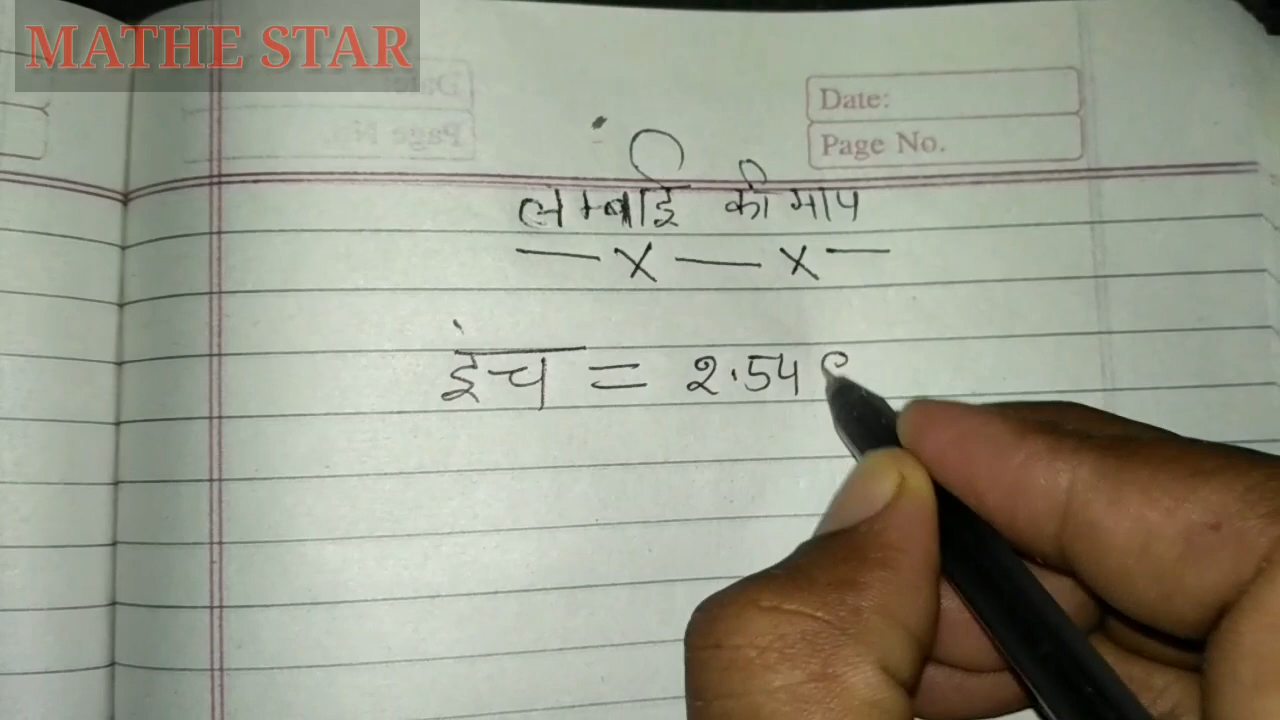 MATHE STAR
Date:
Page No.
लम्बाई की माप
— x — x —
इंच = 2.54 c